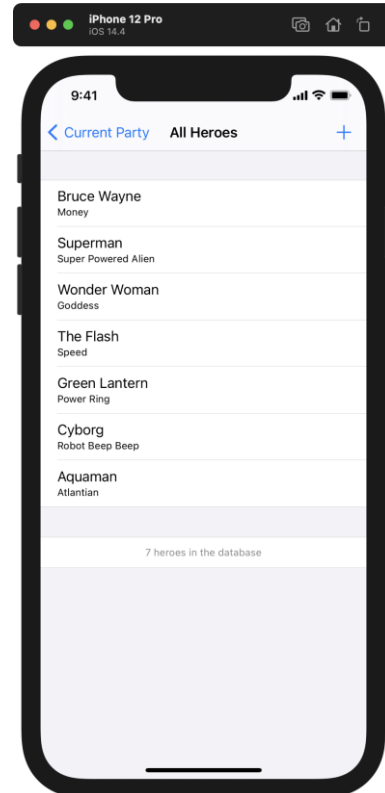 iPhone 12 Pro
iOS 14.4
9:41
Current Party All Heroes +
Bruce Wayne
Money
Superman
Super Powered Alien
Wonder Woman
Goddess
The Flash
Speed
Green Lantern
Power Ring
Cyborg
Robot Beep Beep
Aquaman
Atlantian
7 heroes in the database